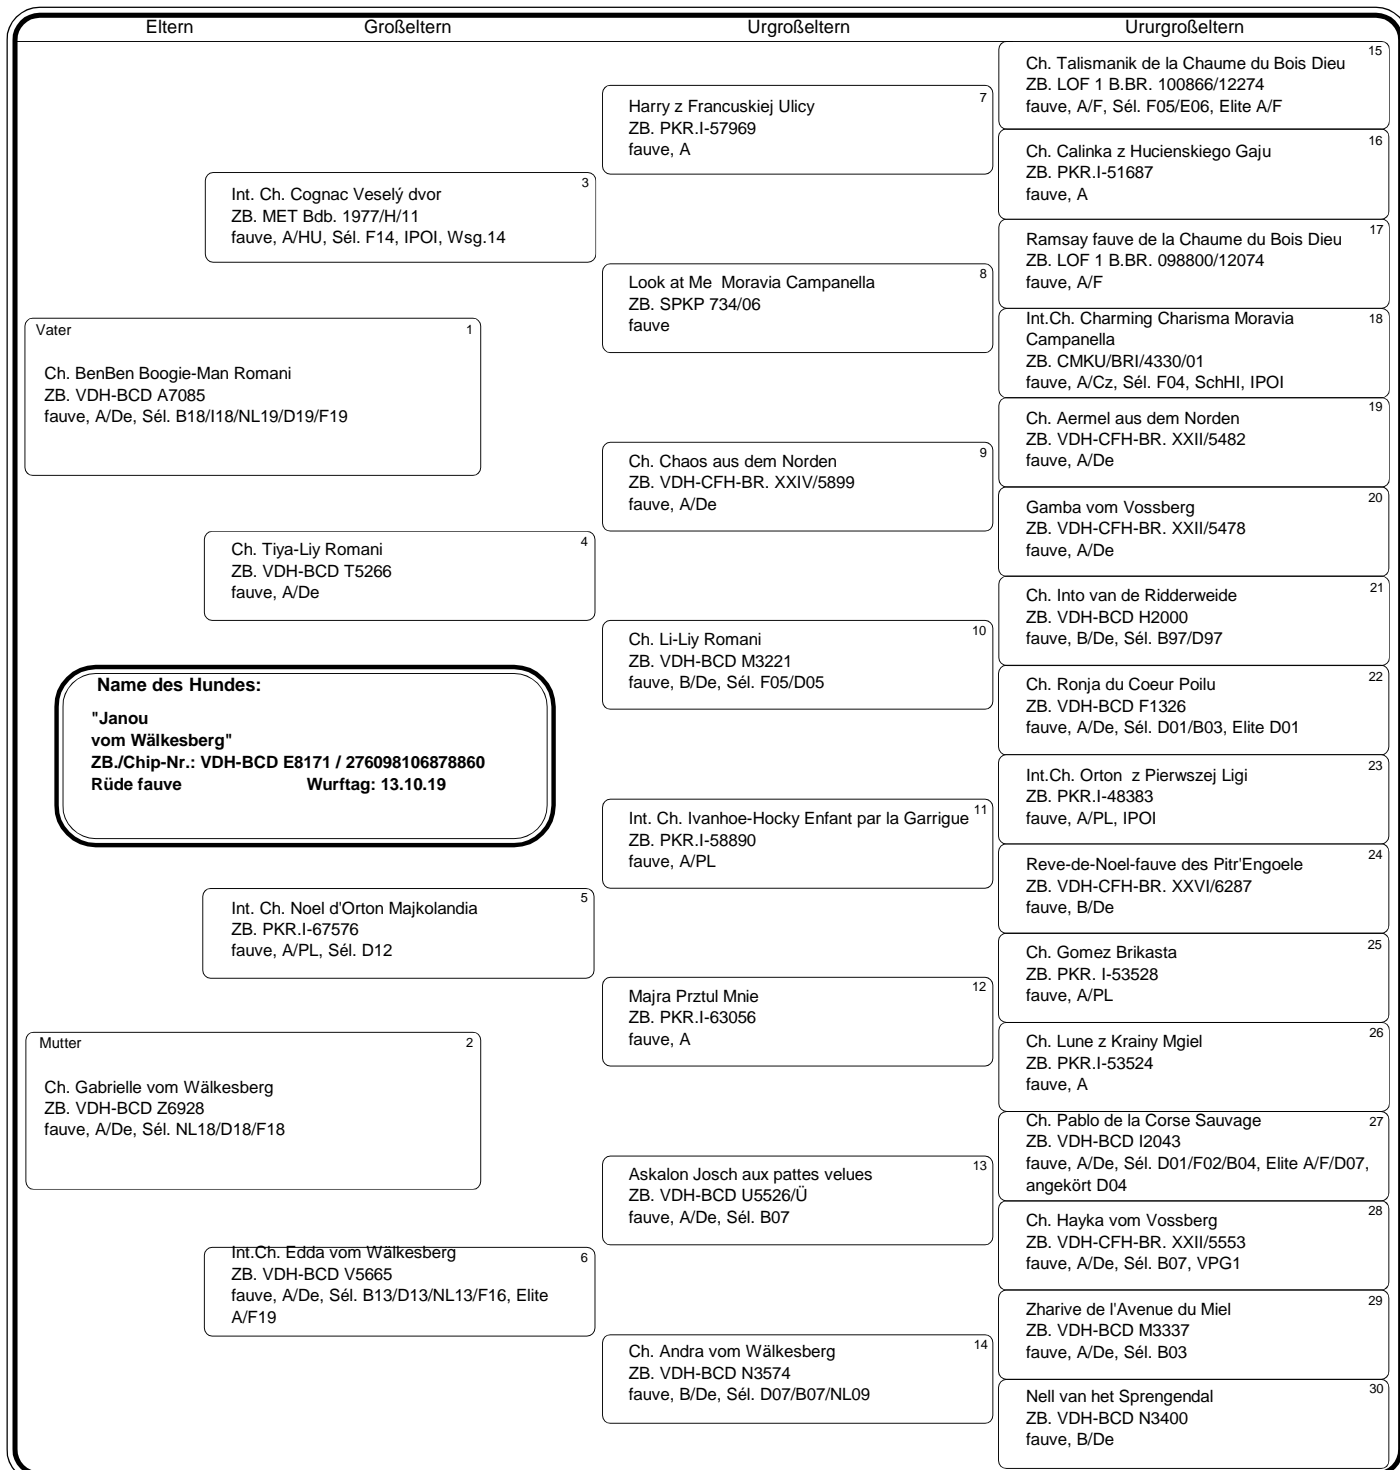 Eltern Großeltern Urgroßeltern Ururgroßeltern
15
Ch. Talismanik de la Chaume du Bois Dieu
ZB. LOF 1 B.BR. 100866/12274
fauve, A/F, Sél. F05/E06, Elite A/F
7
Harry z Francuskiej Ulicy
ZB. PKR.I-57969
fauve, A
16
Ch. Calinka z Hucienskiego Gaju
ZB. PKR.I-51687
fauve, A
3
Int. Ch. Cognac Veselý dvor
ZB. MET Bdb. 1977/H/11
fauve, A/HU, Sél. F14, IPOI, Wsg.14
17
Ramsay fauve de la Chaume du Bois Dieu
ZB. LOF 1 B.BR. 098800/12074
fauve, A/F
8
Look at Me Moravia Campanella
ZB. SPKP 734/06
fauve
18
Int.Ch. Charming Charisma Moravia
Campanella
ZB. CMKU/BRI/4330/01
fauve, A/Cz, Sél. F04, SchHI, IPOI
Vater 1
Ch. BenBen Boogie-Man Romani
ZB. VDH-BCD A7085
fauve, A/De, Sél. B18/I18/NL19/D19/F19
19
Ch. Aermel aus dem Norden
ZB. VDH-CFH-BR. XXII/5482
fauve, A/De
9
Ch. Chaos aus dem Norden
ZB. VDH-CFH-BR. XXIV/5899
fauve, A/De
20
Gamba vom Vossberg
ZB. VDH-CFH-BR. XXII/5478
fauve, A/De
4
Ch. Tiya-Liy Romani
ZB. VDH-BCD T5266
fauve, A/De
21
Ch. Into van de Ridderweide
ZB. VDH-BCD H2000
fauve, B/De, Sél. B97/D97
10
Ch. Li-Liy Romani
ZB. VDH-BCD M3221
fauve, B/De, Sél. F05/D05
22
Ch. Ronja du Coeur Poilu
ZB. VDH-BCD F1326
fauve, A/De, Sél. D01/B03, Elite D01
Name des Hundes:
"Janou
vom Wälkesberg"
ZB./Chip-Nr.: VDH-BCD E8171 / 276098106878860
Rüde fauve Wurftag: 13.10.19
23
Int.Ch. Orton z Pierwszej Ligi
ZB. PKR.I-48383
fauve, A/PL, IPOI
11
Int. Ch. Ivanhoe-Hocky Enfant par la Garrigue
ZB. PKR.I-58890
fauve, A/PL
24
Reve-de-Noel-fauve des Pitr'Engoele
ZB. VDH-CFH-BR. XXVI/6287
fauve, B/De
5
Int. Ch. Noel d'Orton Majkolandia
ZB. PKR.I-67576
fauve, A/PL, Sél. D12
25
Ch. Gomez Brikasta
ZB. PKR. I-53528
fauve, A/PL
12
Majra Prztul Mnie
ZB. PKR.I-63056
fauve, A
26
Ch. Lune z Krainy Mgiel
ZB. PKR.I-53524
fauve, A
Mutter 2
Ch. Gabrielle vom Wälkesberg
ZB. VDH-BCD Z6928
fauve, A/De, Sél. NL18/D18/F18
27
Ch. Pablo de la Corse Sauvage
ZB. VDH-BCD I2043
fauve, A/De, Sél. D01/F02/B04, Elite A/F/D07,
angekört D04
13
Askalon Josch aux pattes velues
ZB. VDH-BCD U5526/Ü
fauve, A/De, Sél. B07
28
Ch. Hayka vom Vossberg
ZB. VDH-CFH-BR. XXII/5553
fauve, A/De, Sél. B07, VPG1
6
Int.Ch. Edda vom Wälkesberg
ZB. VDH-BCD V5665
fauve, A/De, Sél. B13/D13/NL13/F16, Elite
A/F19
29
Zharive de l'Avenue du Miel
ZB. VDH-BCD M3337
fauve, A/De, Sél. B03
14
Ch. Andra vom Wälkesberg
ZB. VDH-BCD N3574
fauve, B/De, Sél. D07/B07/NL09
30
Nell van het Sprengendal
ZB. VDH-BCD N3400
fauve, B/De